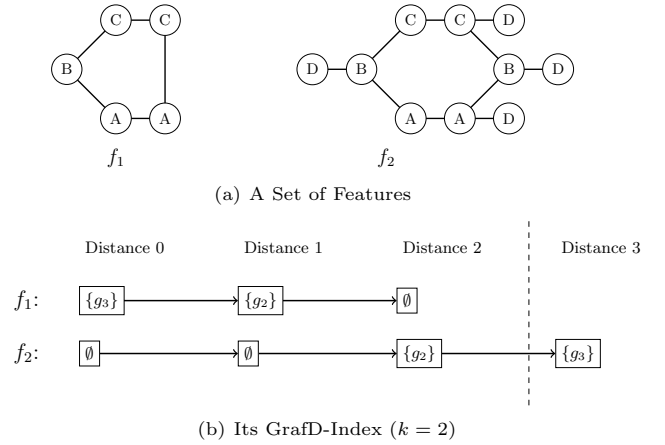 C C C C D
B D B B D
A A A A D
f₁ f₂
(a) A Set of Features
Distance 0 Distance 1 Distance 2 Distance 3
f₁: {g₃} {g₂} ∅
f₂: ∅ ∅ {g₂} {g₃}
(b) Its GrafD-Index (k = 2)